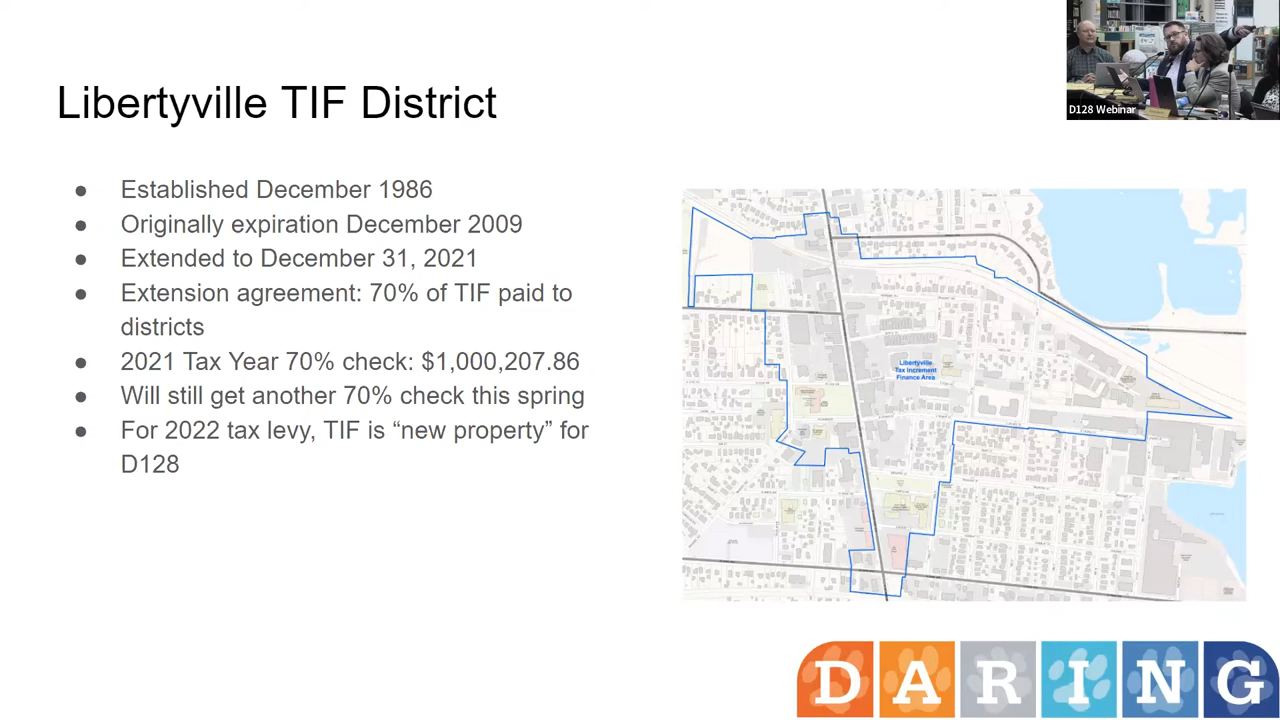 D128 Webinar
Libertyville TIF District
● Established December 1986
● Originally expiration December 2009
● Extended to December 31, 2021
● Extension agreement: 70% of TIF paid to
districts
● 2021 Tax Year 70% check: $1,000,207.86
● Will still get another 70% check this spring
● For 2022 tax levy, TIF is “new property” for
D128
Libertyville
Tax Increment
Finance Area
DARING